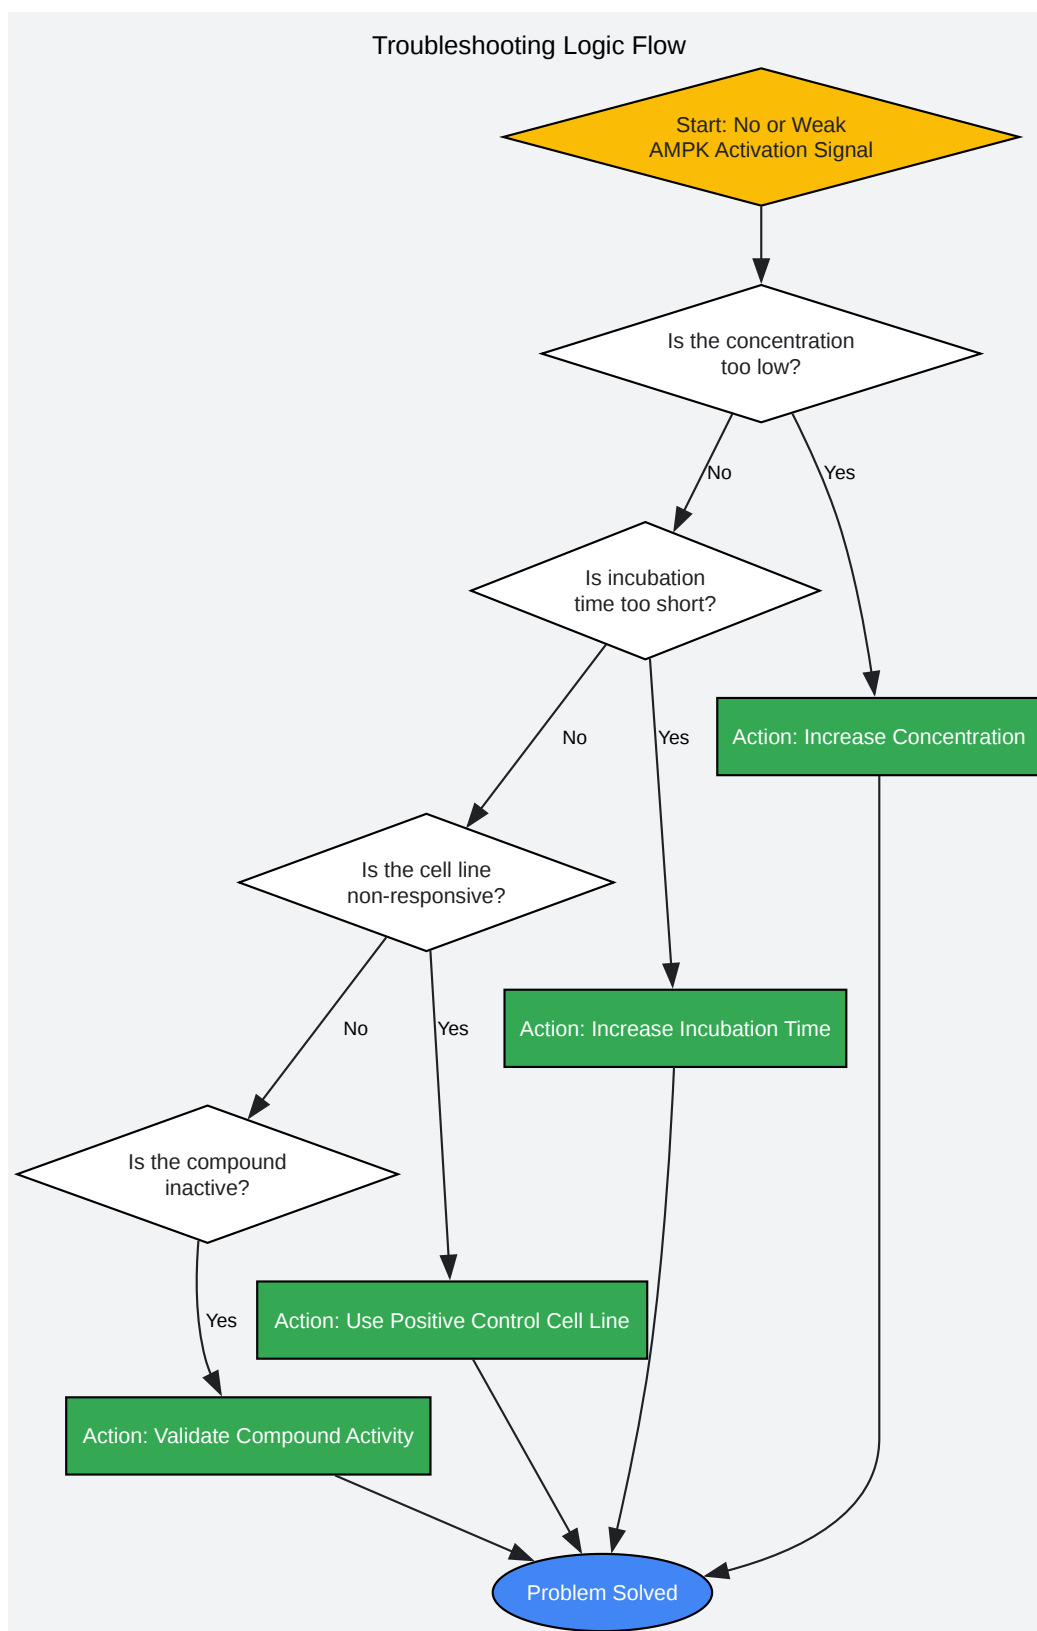 Troubleshooting Logic Flow
Start: No or Weak
AMPK Activation Signal
Is the concentration
too low?
No
Yes
Is incubation
time too short?
No
Yes
Action: Increase Concentration
Is the cell line
non-responsive?
No
Yes
Action: Increase Incubation Time
Is the compound
inactive?
Yes
Action: Use Positive Control Cell Line
Action: Validate Compound Activity
Problem Solved